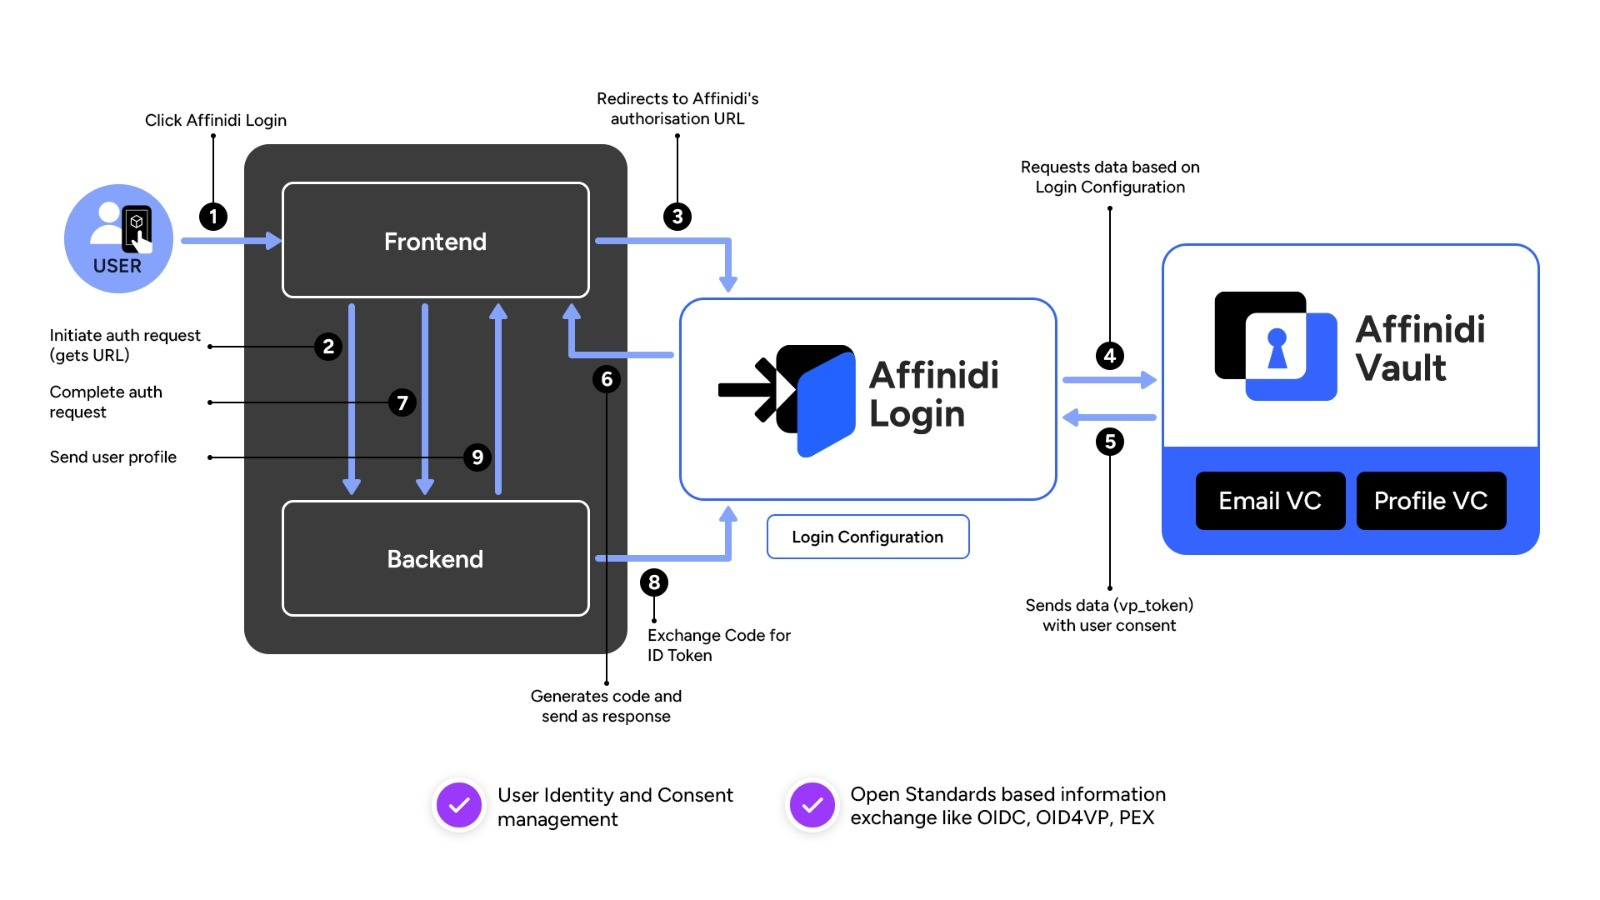 Redirects to Affinidi's
authorisation URL
Click Affinidi Login
Requests data based on
Login Configuration
1
3
USER
Frontend
Initiate auth request
(gets URL)
2
Complete auth
request
7
Send user profile
9
6
Affinidi
Login
4
5
Affinidi
Vault
Email VC
Profile VC
Backend
Login Configuration
8
Exchange Code for
ID Token
Sends data (vp_token)
with user consent
Generates code and
send as response
User Identity and Consent
management
Open Standards based information
exchange like OIDC, OID4VP, PEX